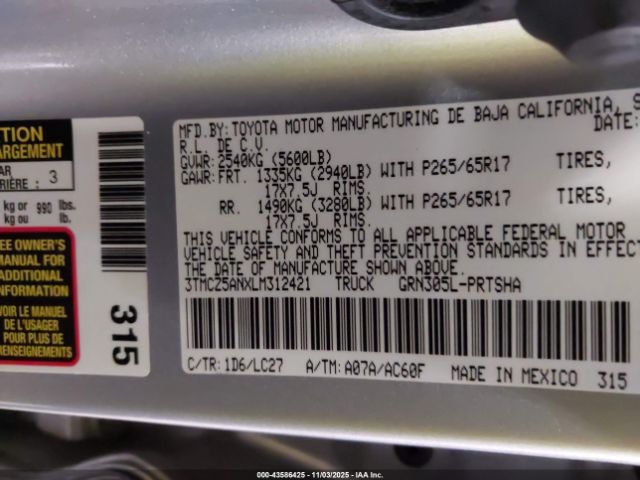 TION
ARGEMENT
AR
RIÈRE : 3
kg or 990 lbs.
kg ou lb.
EE OWNER'S
MANUAL FOR
ADDITIONAL
FORMATION
VOIR LE MANUEL
DE L'USAGER
POUR PLUS DE
315
MFD.BY: TOYOTA MOTOR MANUFACTURING DE BAJA CALIFORNIA, S
R.L. DE C.V. DATE:
GVWR: 2540KG (5600LB)
GAWR: FRT. 1335KG (2940LB) WITH P265/65R17 TIRES,
17X7.5J RIMS.
RR. 1490KG (3280LB) WITH P265/65R17 TIRES,
17X7.5J RIMS.
THIS VEHICLE CONFORMS TO ALL APPLICABLE FEDERAL MOTOR
VEHICLE SAFETY AND THEFT PREVENTION STANDARDS IN EFFECT
THE DATE OF MANUFACTURE SHOWN ABOVE.
3TMCZ5ANXLM312421 TRUCK GRN305L-PRTSHA
C/TR: 1D6/LC27 A/TM: A07A/AC60F MADE IN MEXICO 315
000-43586425 - 11/03/2025 - IAA Inc.